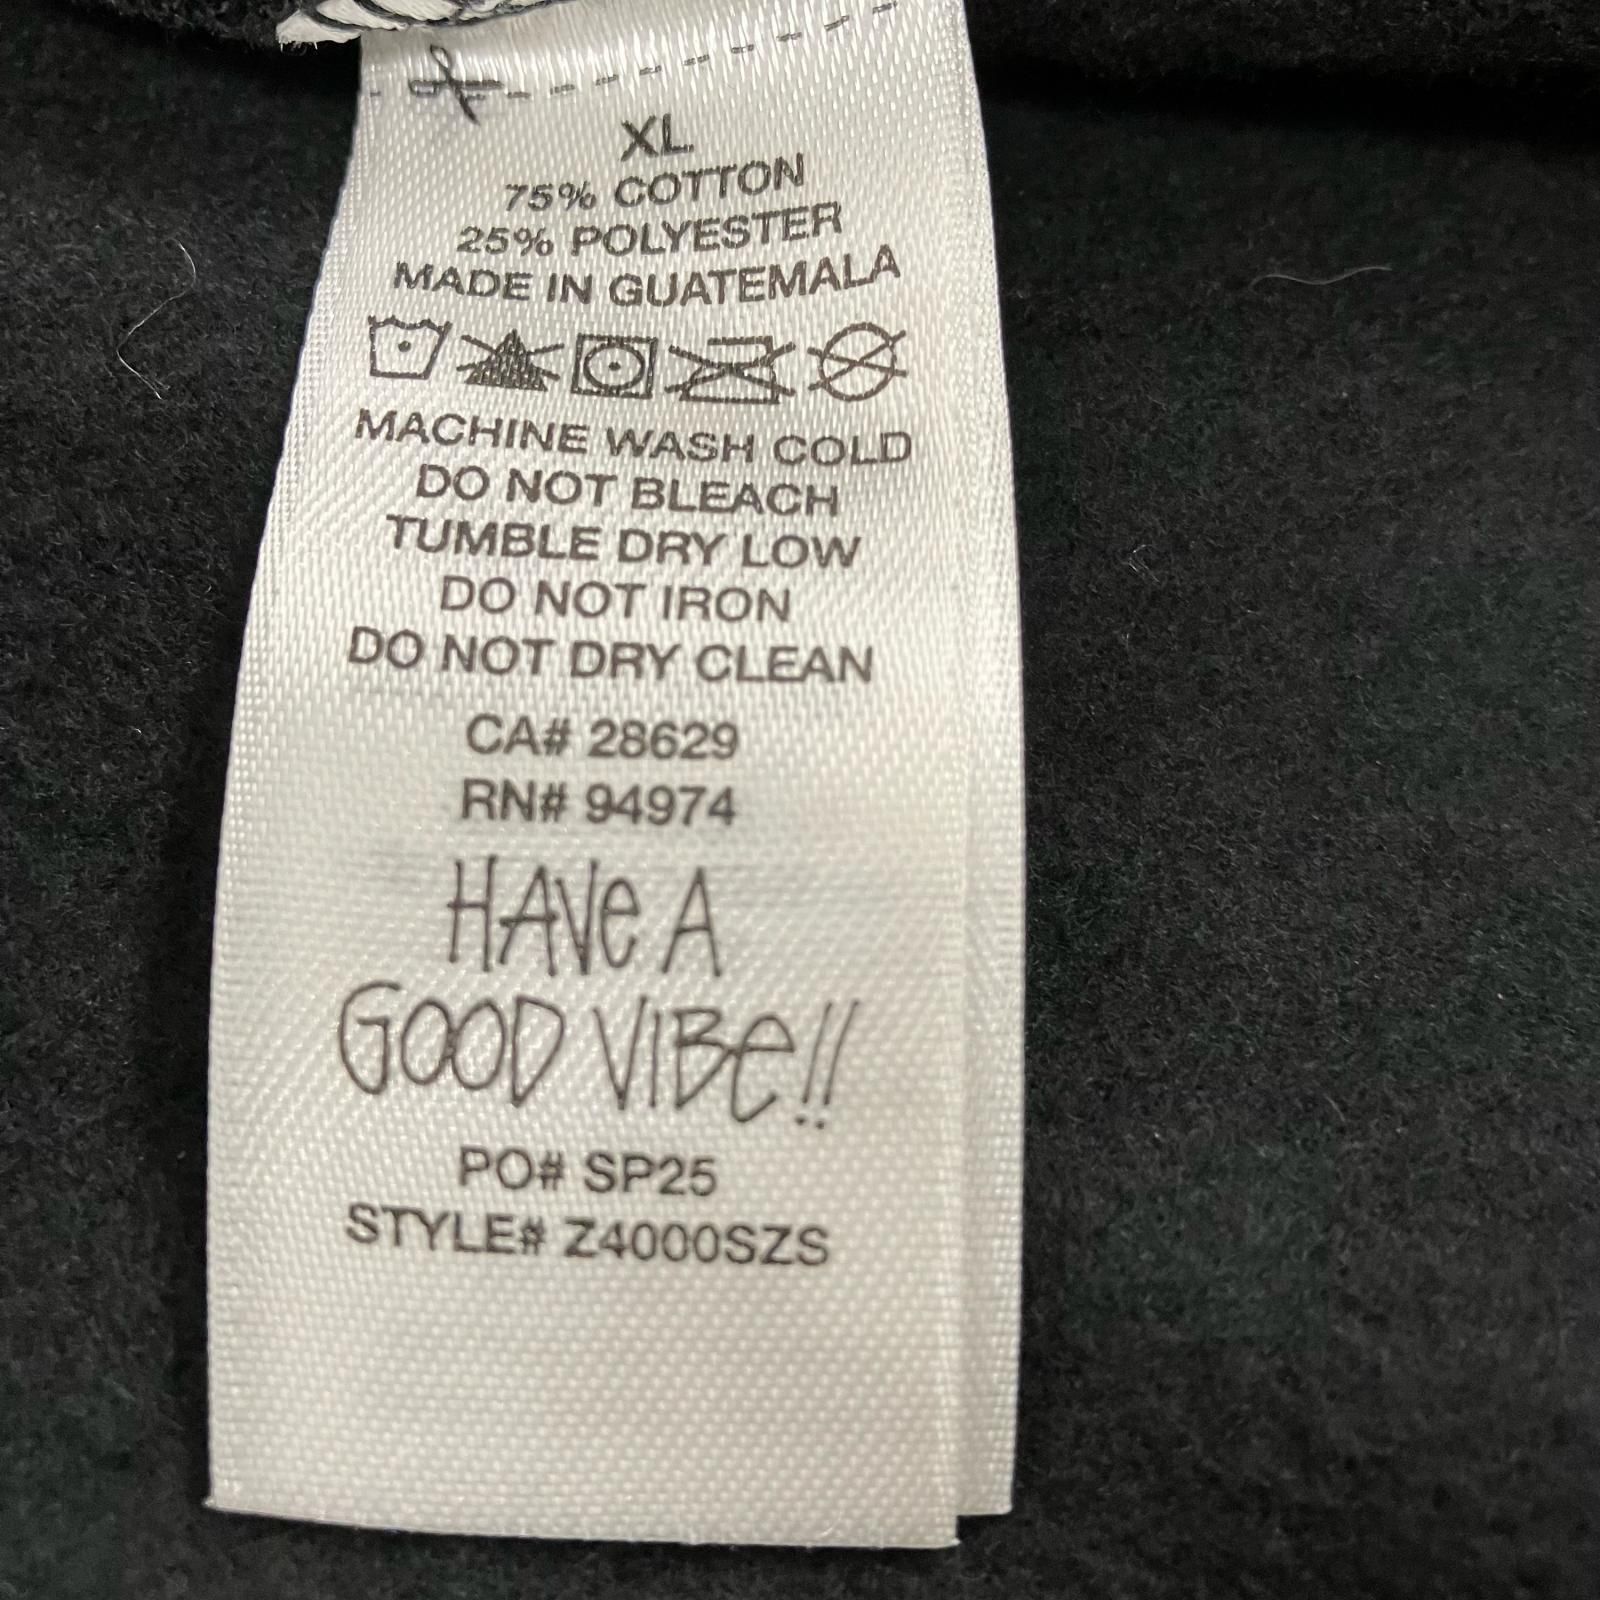 XL
75% COTTON
25% POLYESTER
MADE IN GUATEMALA
MACHINE WASH COLD
DO NOT BLEACH
TUMBLE DRY LOW
DO NOT IRON
DO NOT DRY CLEAN
CA# 28629
RN# 94974
HAVe A
GOOD VIBe!!
PO# SP25
STYLE# Z4000SZS